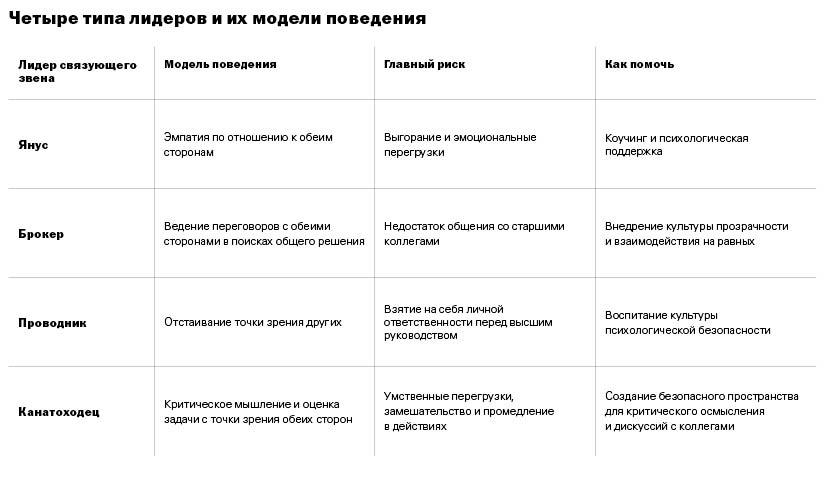 Четыре типа лидеров и их модели поведения
Лидер связующего
звена
Модель поведения
Главный риск
Как помочь
Янус
Эмпатия по отношению к обеим
сторонам
Выгорание и эмоциональные
перегрузки
Коучинг и психологическая
поддержка
Брокер
Ведение переговоров с обеими
сторонами в поисках общего решения
Недостаток общения со старшими
коллегами
Внедрение культуры прозрачности
и взаимодействия на равных
Проводник
Отстаивание точки зрения других
Взятие на себя личной
ответственности перед высшим
руководством
Воспитание культуры
психологической безопасности
Канатоходец
Критическое мышление и оценка
задачи с точки зрения обеих сторон
Умственные перегрузки,
замешательство и промедление
в действиях
Создание безопасного пространства
для критического осмысления
и дискуссий с коллегами